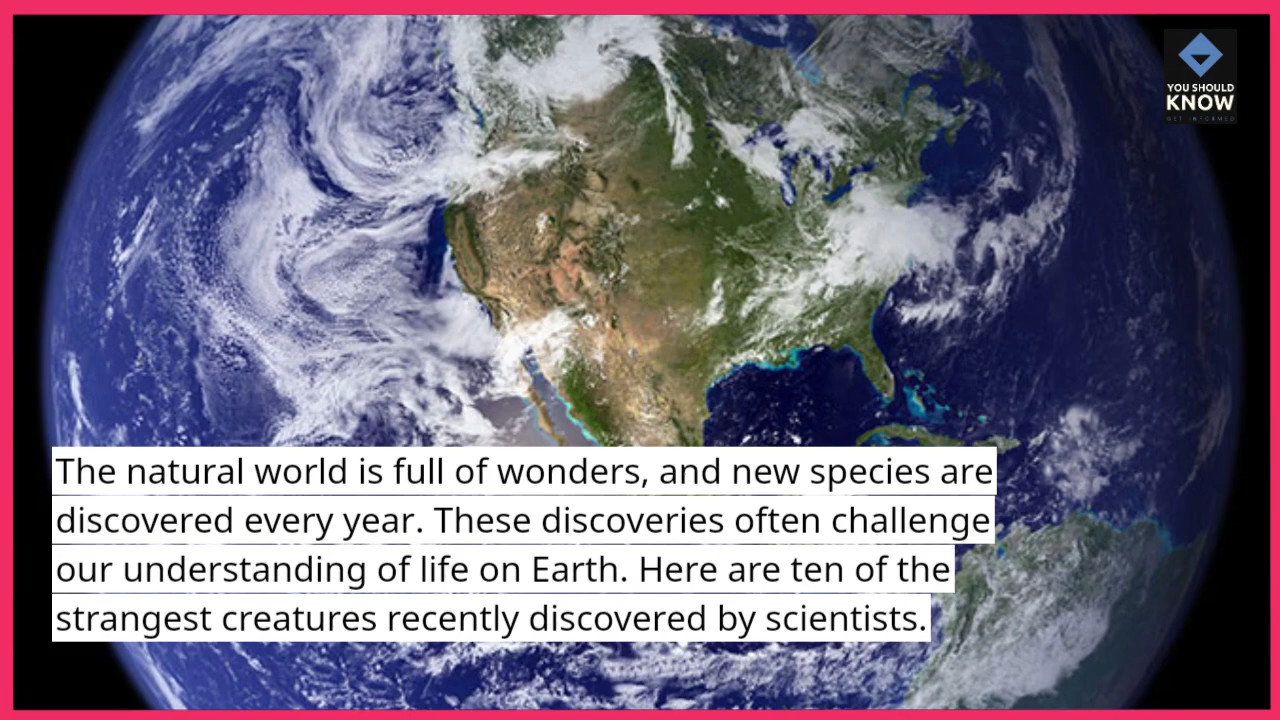 YOU SHOULD
KNOW
GET INFORMED
The natural world is full of wonders, and new species are
discovered every year. These discoveries often challenge
our understanding of life on Earth. Here are ten of the
strangest creatures recently discovered by scientists.